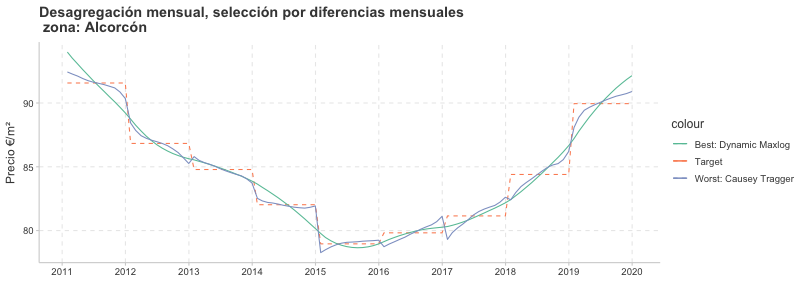 Desagregación mensual, selección por diferencias mensuales
zona: Alcorcón
Precio €/m²
90
85
80
2011 2012 2013 2014 2015 2016 2017 2018 2019 2020
colour
Best: Dynamic Maxlog
Target
Worst: Causey Tragger